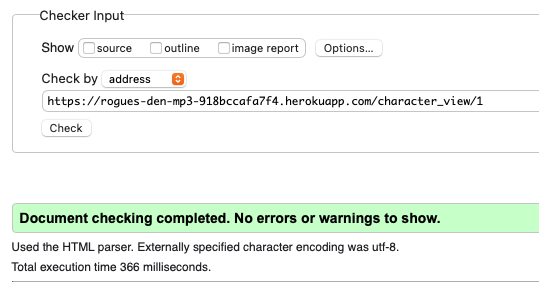 Checker Input
Show source outline image report Options...
Check by address
https://rogues-den-mp3-918bccafa7f4.herokuapp.com/character_view/1
Check
Document checking completed. No errors or warnings to show.
Used the HTML parser. Externally specified character encoding was utf-8.
Total execution time 366 milliseconds.